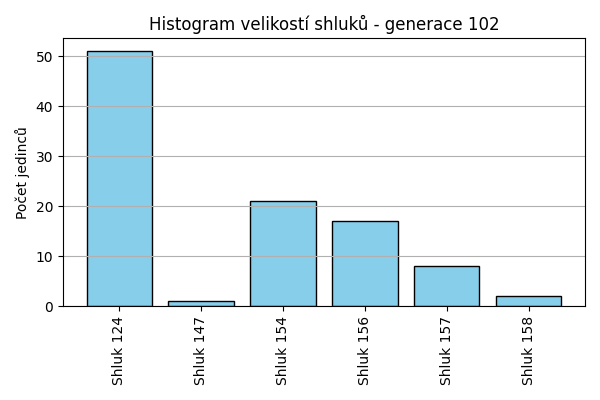 Histogram velikostí shluků - generace 102
Počet jedinců
50
40
30
20
10
0
Shluk 124
Shluk 147
Shluk 154
Shluk 156
Shluk 157
Shluk 158